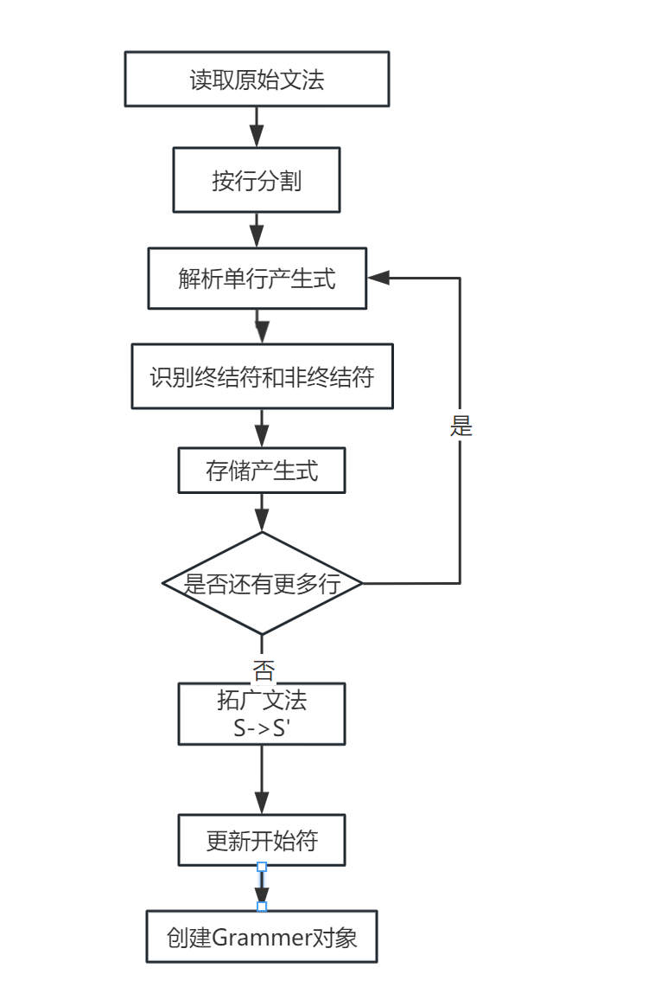 读取原始文法
按行分割
解析单行产生式
识别终结符和非终结符
是
存储产生式
是否还有更多行
否
拓广文法
S->S'
更新开始符
创建Grammer对象